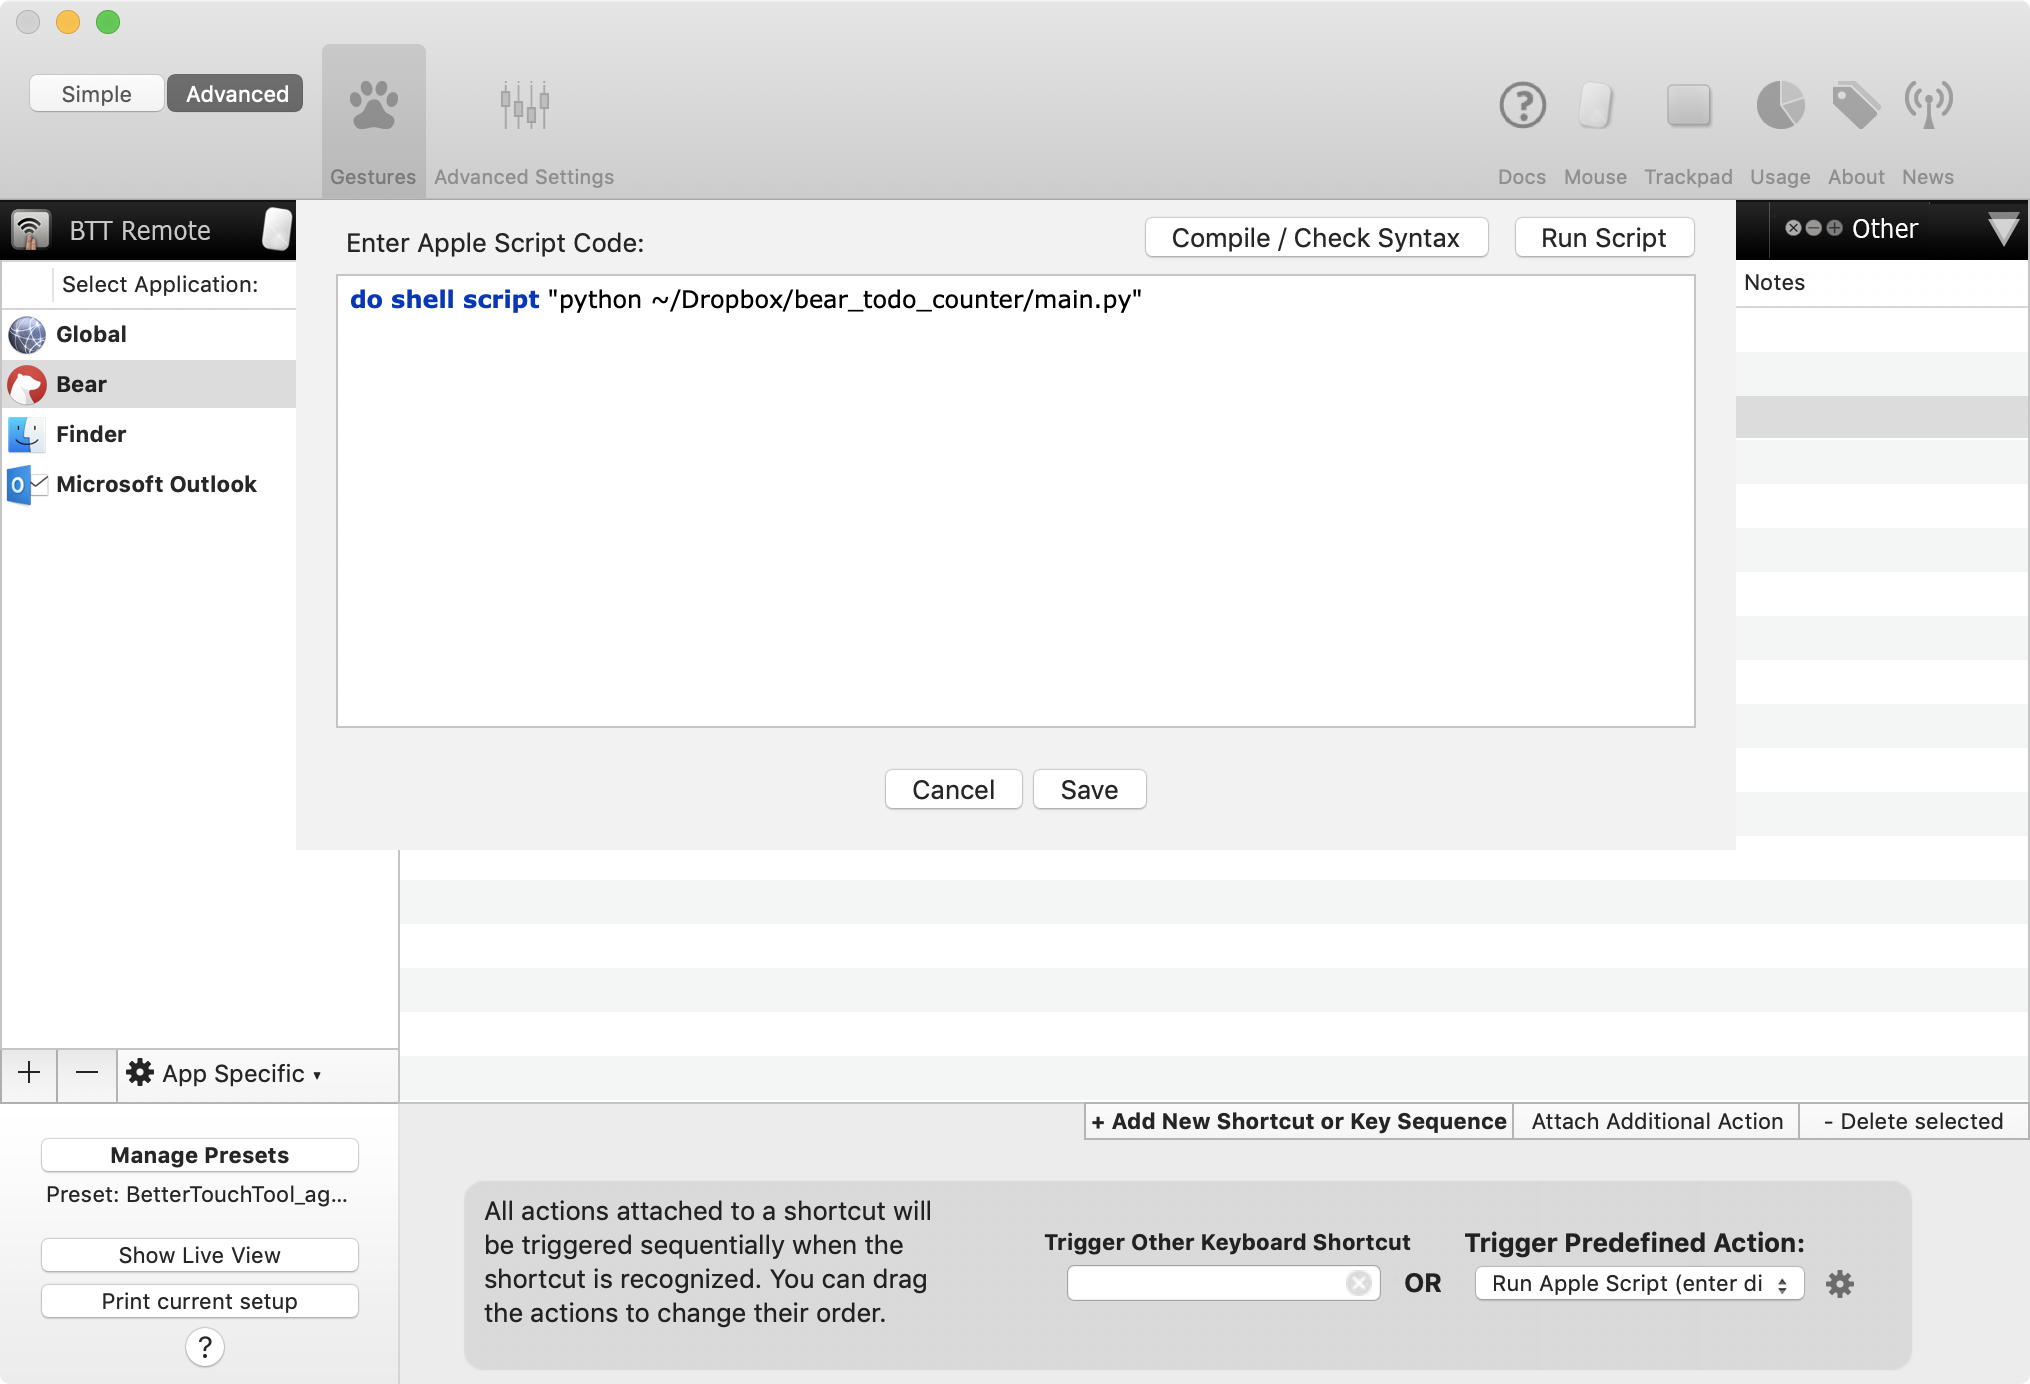 Simple
Advanced
Gestures
Advanced Settings
Docs
Mouse
Trackpad
Usage
About
News
BTT Remote
Other
Enter Apple Script Code:
Compile / Check Syntax
Run Script
Select Application:
Notes
do shell script "python ~/Dropbox/bear_todo_counter/main.py"
Global
Bear
Finder
Microsoft Outlook
Cancel
Save
App Specific
+ Add New Shortcut or Key Sequence
Attach Additional Action
- Delete selected
Manage Presets
Preset: BetterTouchTool_ag...
Show Live View
Print current setup
?
All actions attached to a shortcut will
be triggered sequentially when the
shortcut is recognized. You can drag
the actions to change their order.
Trigger Other Keyboard Shortcut
OR
Trigger Predefined Action:
Run Apple Script (enter di